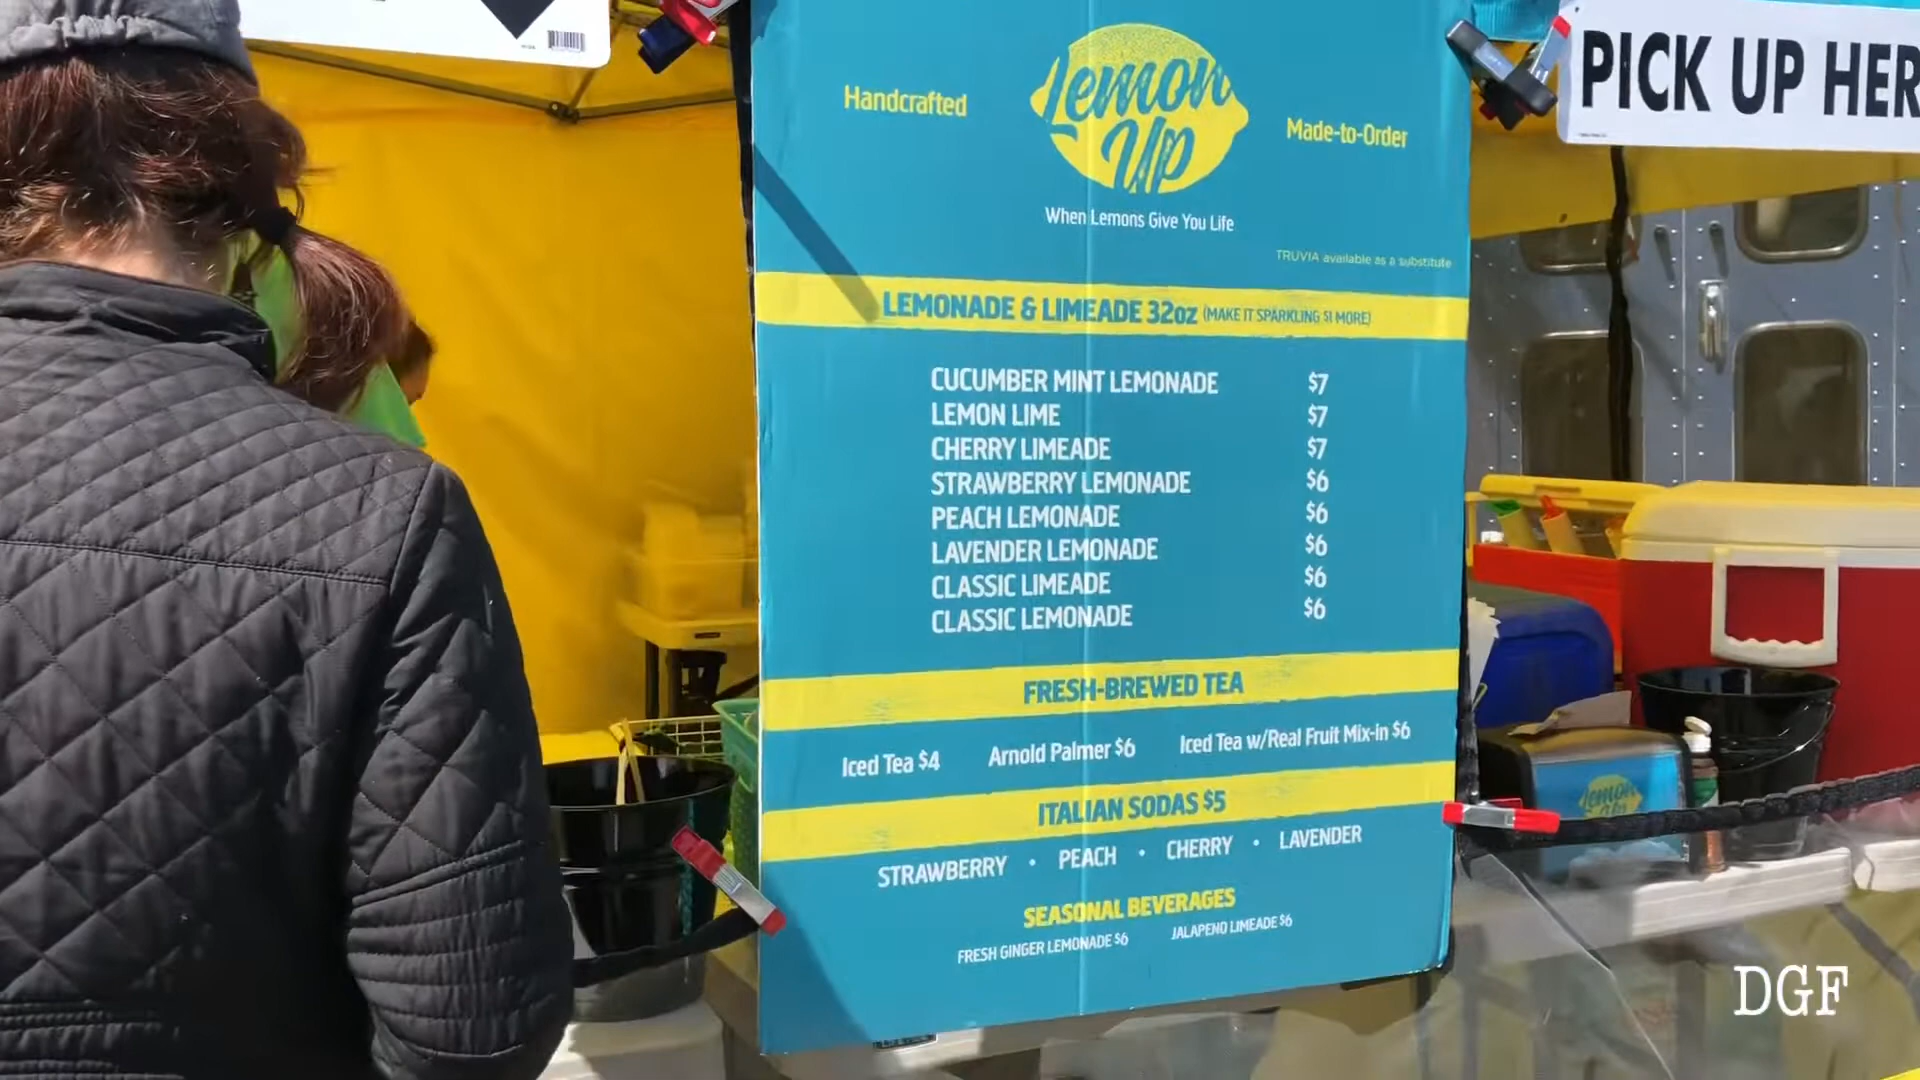 Handcrafted
Lemon
Up
Made-to-Order
When Lemons Give You Life
TRUVIA available as a substitute
LEMONADE & LIMEADE 32oz (MAKE IT SPARKLING $1 MORE)
CUCUMBER MINT LEMONADE $7
LEMON LIME $7
CHERRY LIMEADE $7
STRAWBERRY LEMONADE $6
PEACH LEMONADE $6
LAVENDER LEMONADE $6
CLASSIC LIMEADE $6
CLASSIC LEMONADE $6
FRESH-BREWED TEA
Iced Tea $4 Arnold Palmer $6 Iced Tea w/Real Fruit Mix-in $6
ITALIAN SODAS $5
STRAWBERRY • PEACH • CHERRY • LAVENDER
SEASONAL BEVERAGES
FRESH GINGER LEMONADE $6 JALAPENO LIMEADE $6
PICK UP HER
Lemon
Up
DGF